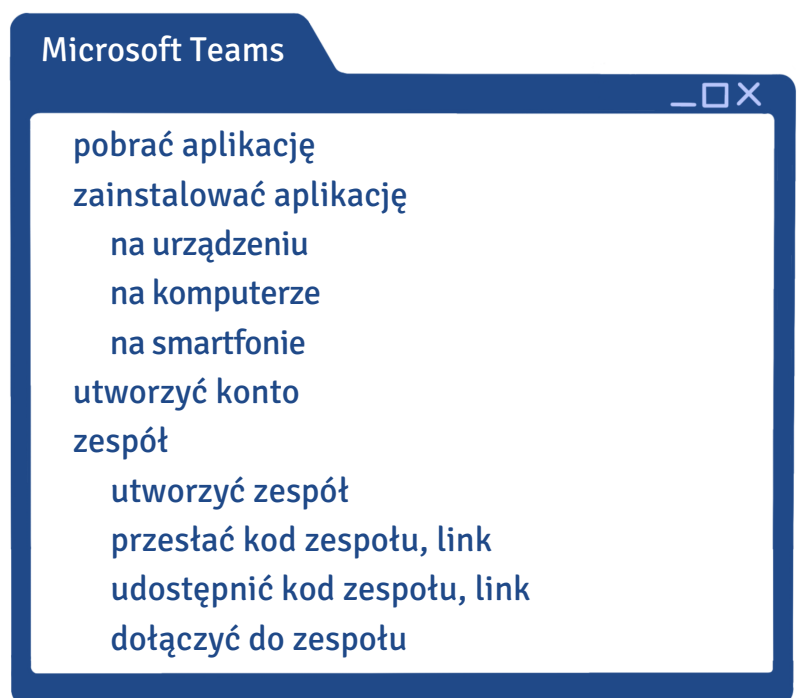 Microsoft Teams
pobrać aplikację
zainstalować aplikację
na urządzeniu
na komputerze
na smartfonie
utworzyć konto
zespół
utworzyć zespół
przesłać kod zespołu, link
udostępnić kod zespołu, link
dołączyć do zespołu